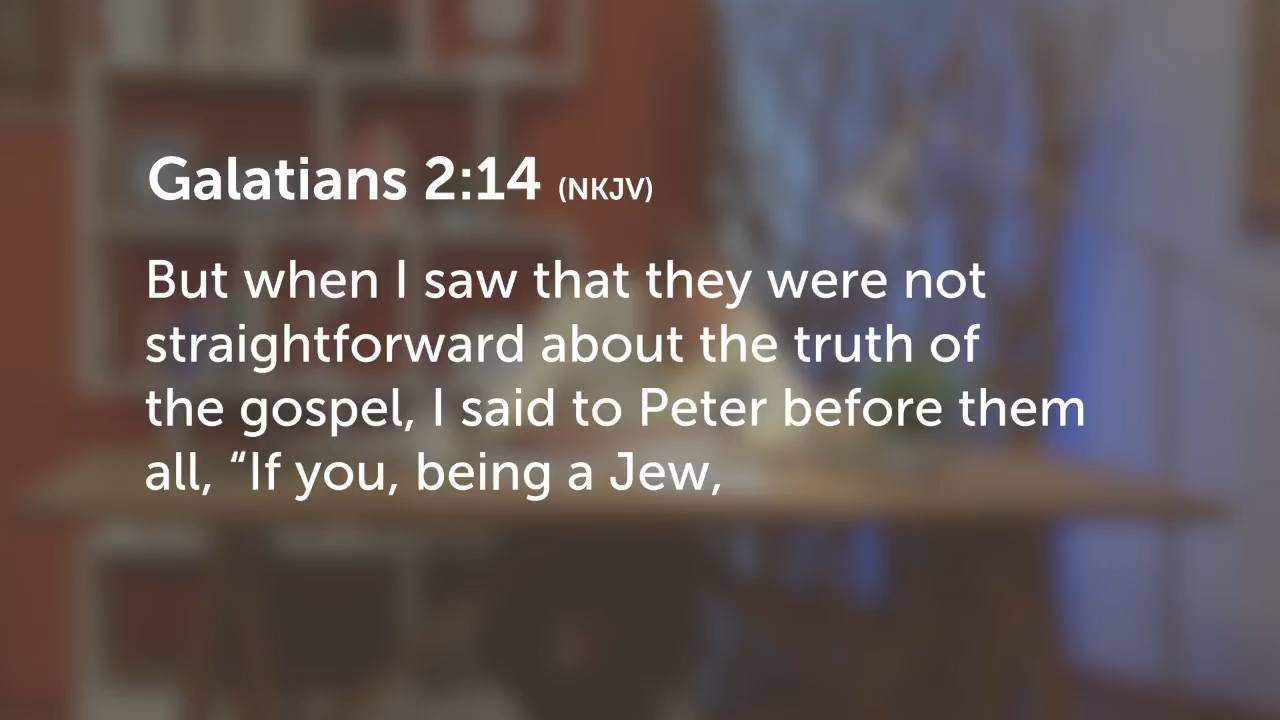 Galatians 2:14 (NKJV)
But when I saw that they were not
straightforward about the truth of
the gospel, I said to Peter before them
all, “If you, being a Jew,